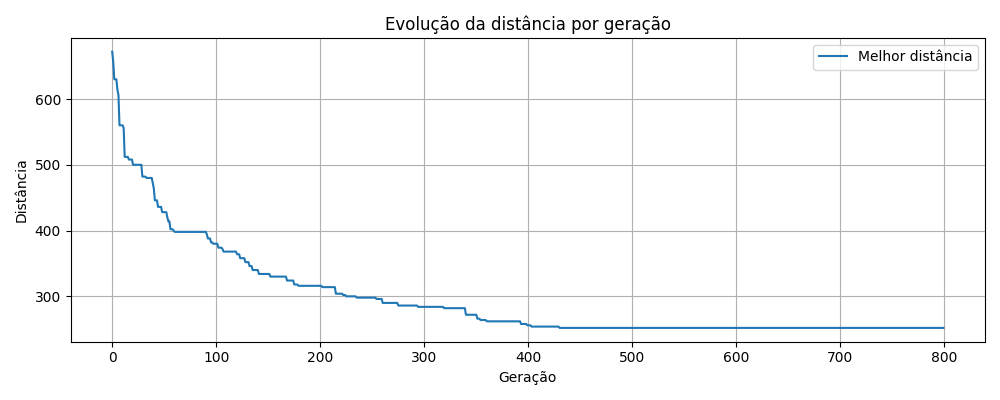 Evolução da distância por geração
Melhor distância
Distância
600
500
400
300
0 100 200 300 400 500 600 700 800
Geração